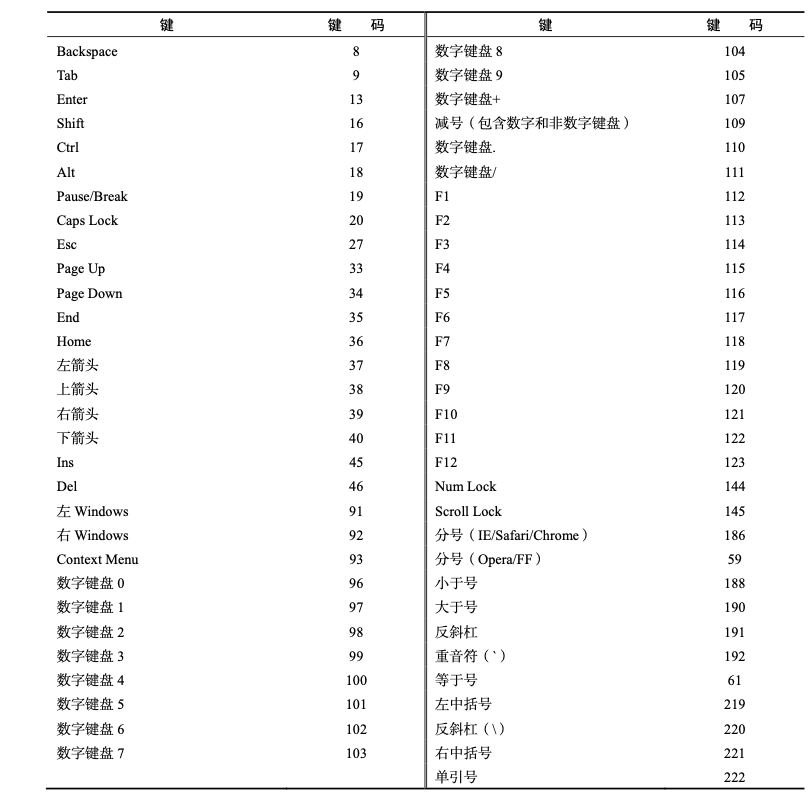 键 键 码 键 键 码
Backspace 8 数字键盘 8 104
Tab 9 数字键盘 9 105
Enter 13 数字键盘+ 107
Shift 16 减号（包含数字和非数字键盘） 109
Ctrl 17 数字键盘. 110
Alt 18 数字键盘/ 111
Pause/Break 19 F1 112
Caps Lock 20 F2 113
Esc 27 F3 114
Page Up 33 F4 115
Page Down 34 F5 116
End 35 F6 117
Home 36 F7 118
左箭头 37 F8 119
上箭头 38 F9 120
右箭头 39 F10 121
下箭头 40 F11 122
Ins 45 F12 123
Del 46 Num Lock 144
左 Windows 91 Scroll Lock 145
右 Windows 92 分号（IE/Safari/Chrome） 186
Context Menu 93 分号（Opera/FF） 59
数字键盘 0 96 小于号 188
数字键盘 1 97 大于号 190
数字键盘 2 98 反斜杠 191
数字键盘 3 99 重音符（`） 192
数字键盘 4 100 等于号 61
数字键盘 5 101 左中括号 219
数字键盘 6 102 反斜杠（\） 220
数字键盘 7 103 右中括号 221
单引号 222